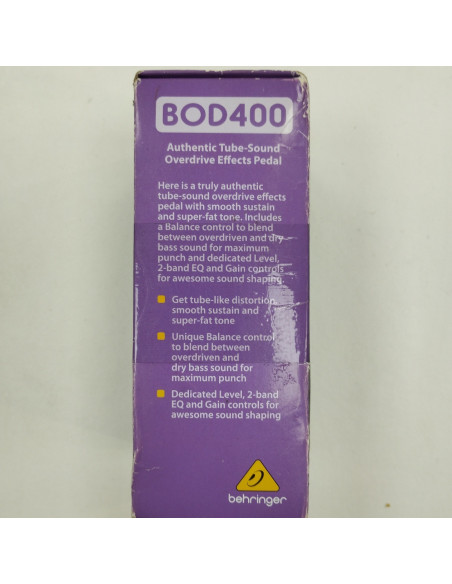 BOD400
Authentic Tube-Sound
Overdrive Effects Pedal
Here is a truly authentic
tube-sound overdrive effects
pedal with smooth sustain
and super-fat tone. Includes
a Balance control to blend
between overdriven and dry
bass sound for maximum
punch and dedicated Level,
2-band EQ and Gain controls
for awesome sound shaping.
Get tube-like distortion,
smooth sustain and
super-fat tone
Unique Balance control
to blend between
overdriven and
dry bass sound for
maximum punch
Dedicated Level, 2-band
EQ and Gain controls for
awesome sound shaping
behringer